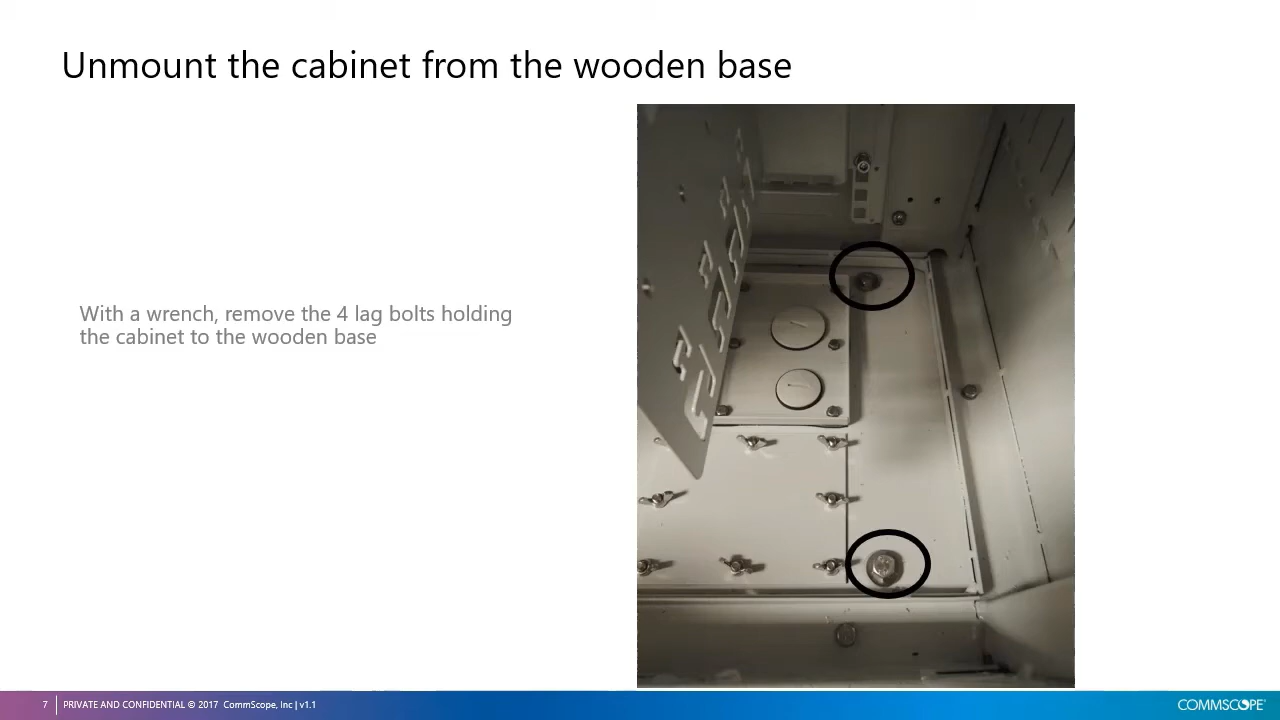 Unmount the cabinet from the wooden base
With a wrench, remove the 4 lag bolts holding
the cabinet to the wooden base
7 PRIVATE AND CONFIDENTIAL © 2017 CommScope, Inc | v1.1
COMMSCOPE®